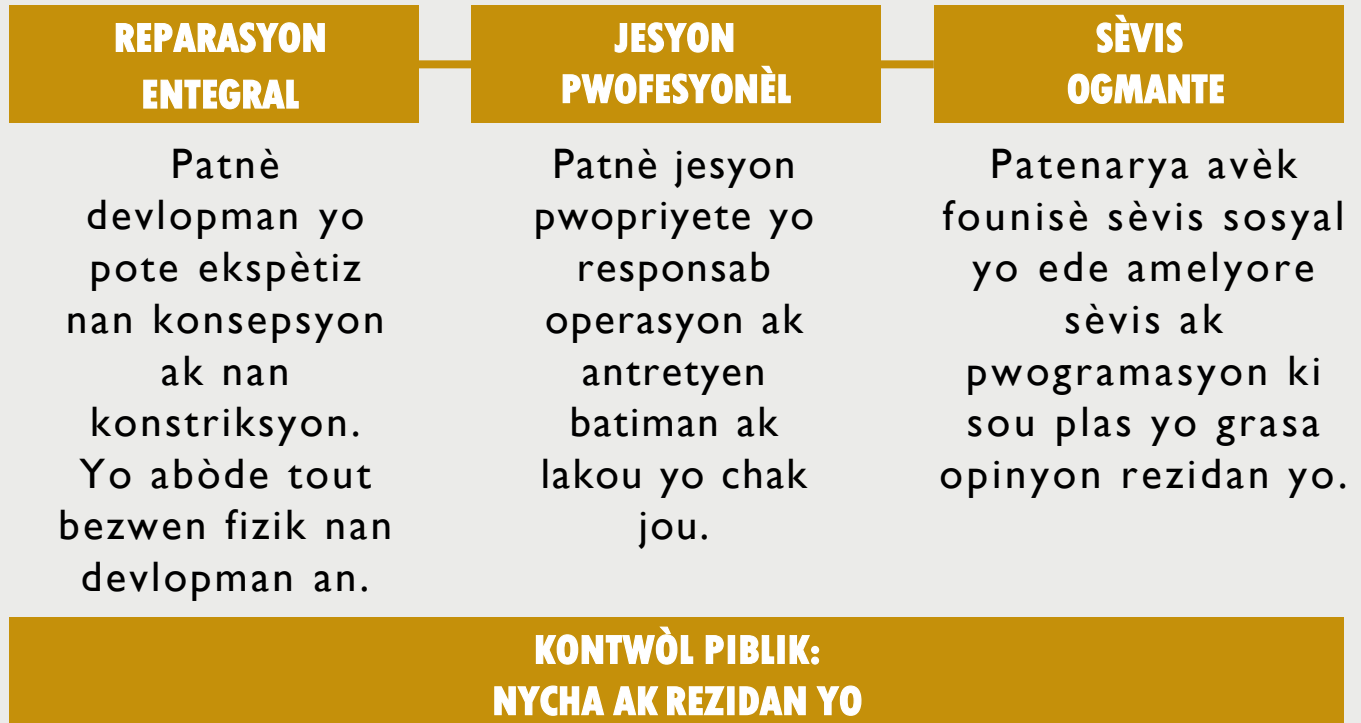 REPARASYON
ENTEGRAL
Patnè
devlopman yo
pote ekspètiz
nan konsepsyon
ak nan
konstriksyon.
Yo abòde tout
bezwen fizik nan
devlopman an.
JESYON
PWOFESYONÈL
Patnè jesyon
pwopriyete yo
responsab
operasyon ak
antretyen
batiman ak
lakou yo chak
jou.
SÈVIS
OGMANTE
Patenarya avèk
founisè sèvis sosyal
yo ede amelyore
sèvis ak
pwogramasyon ki
sou plas yo grasa
opinyon rezidan yo.
KONTWÒL PIBLIK:
NYCHA AK REZIDAN YO